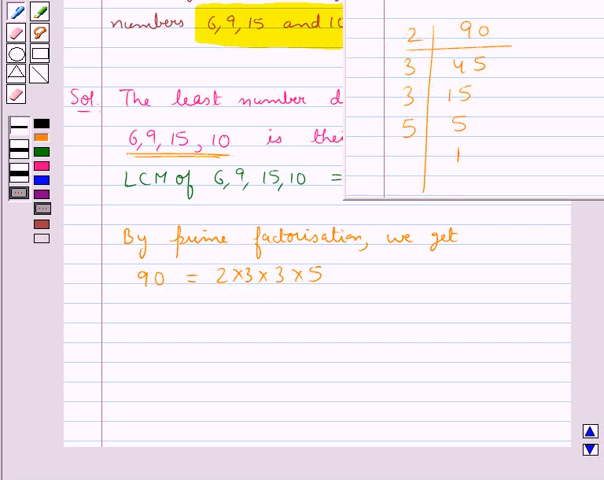 numbers 6, 9, 15 and 10
Sol. The least number d
6, 9, 15, 10 is their
LCM of 6, 9, 15, 10 =
By prime factorisation, we get
90 = 2×3×3×5
2 | 90
3 | 45
3 | 15
5 | 5
1